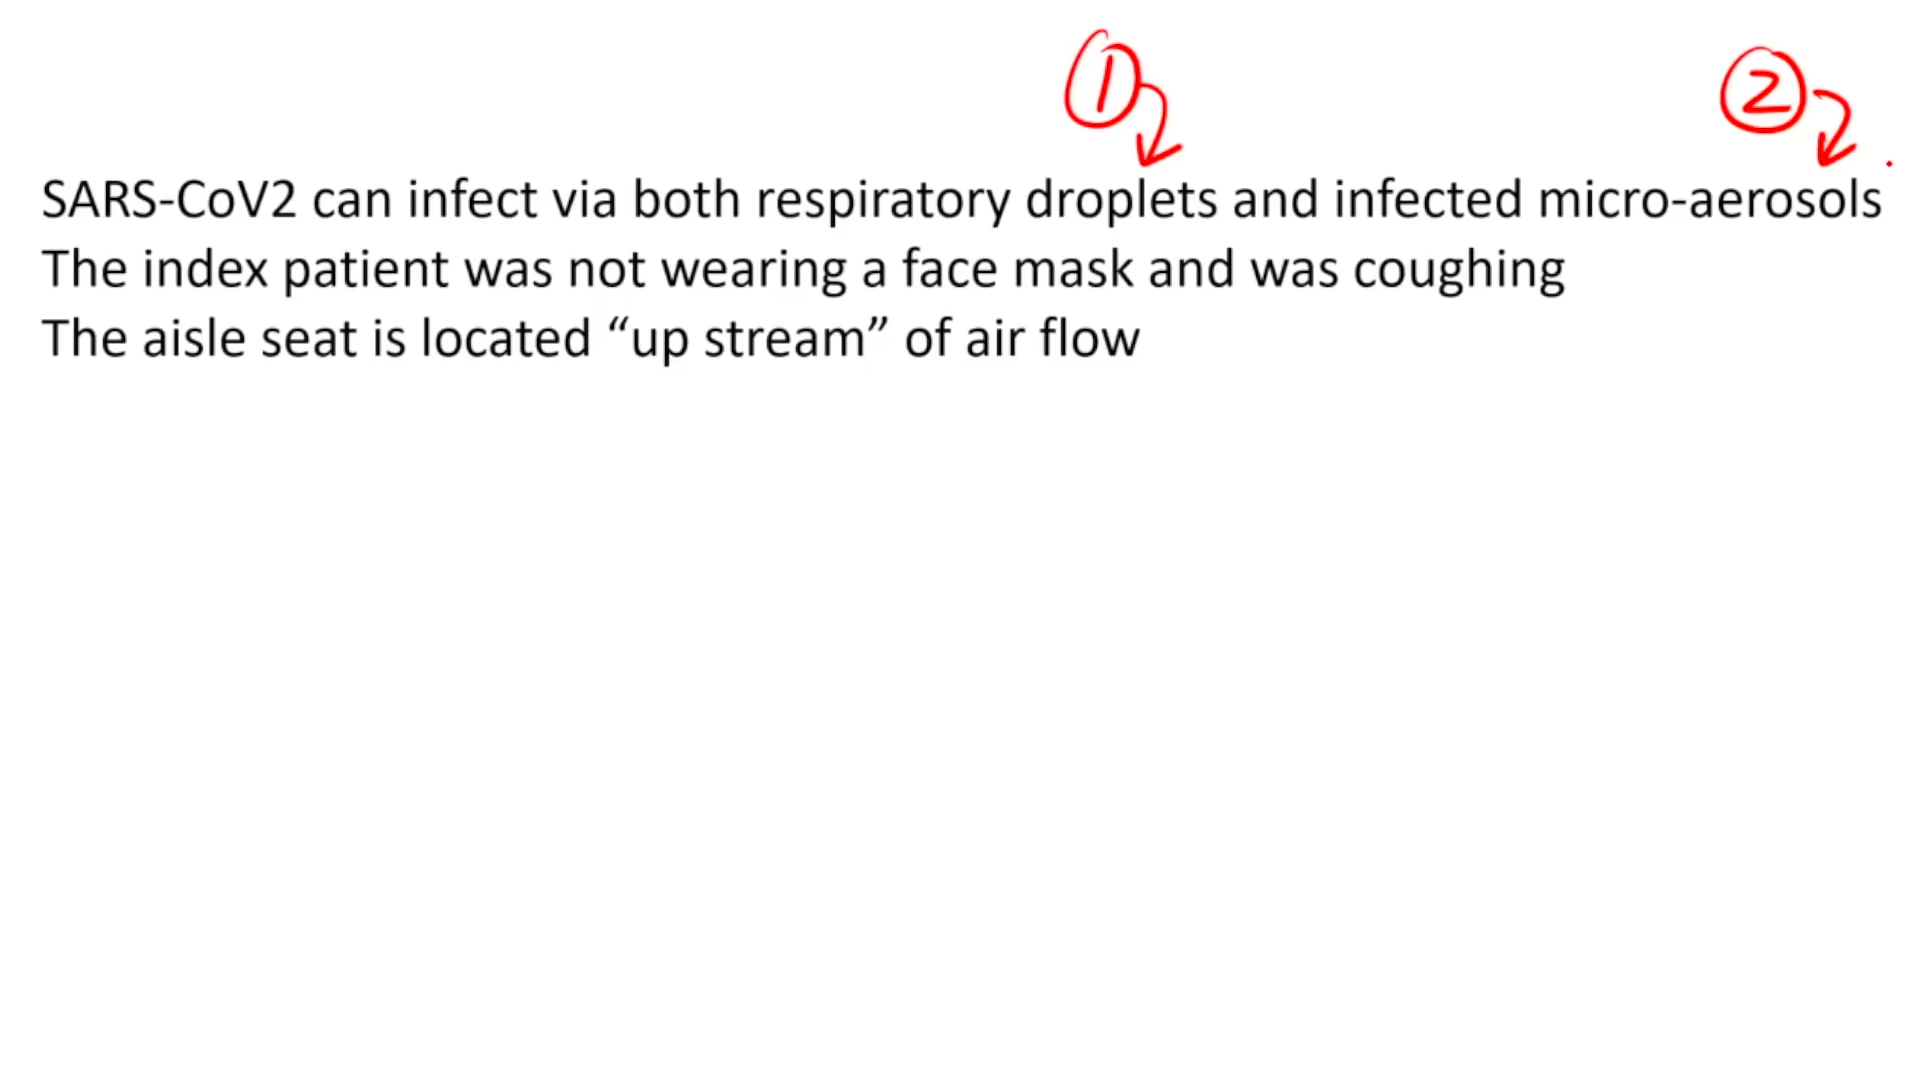 ① ②
SARS-CoV2 can infect via both respiratory droplets and infected micro-aerosols
The index patient was not wearing a face mask and was coughing
The aisle seat is located “up stream” of air flow